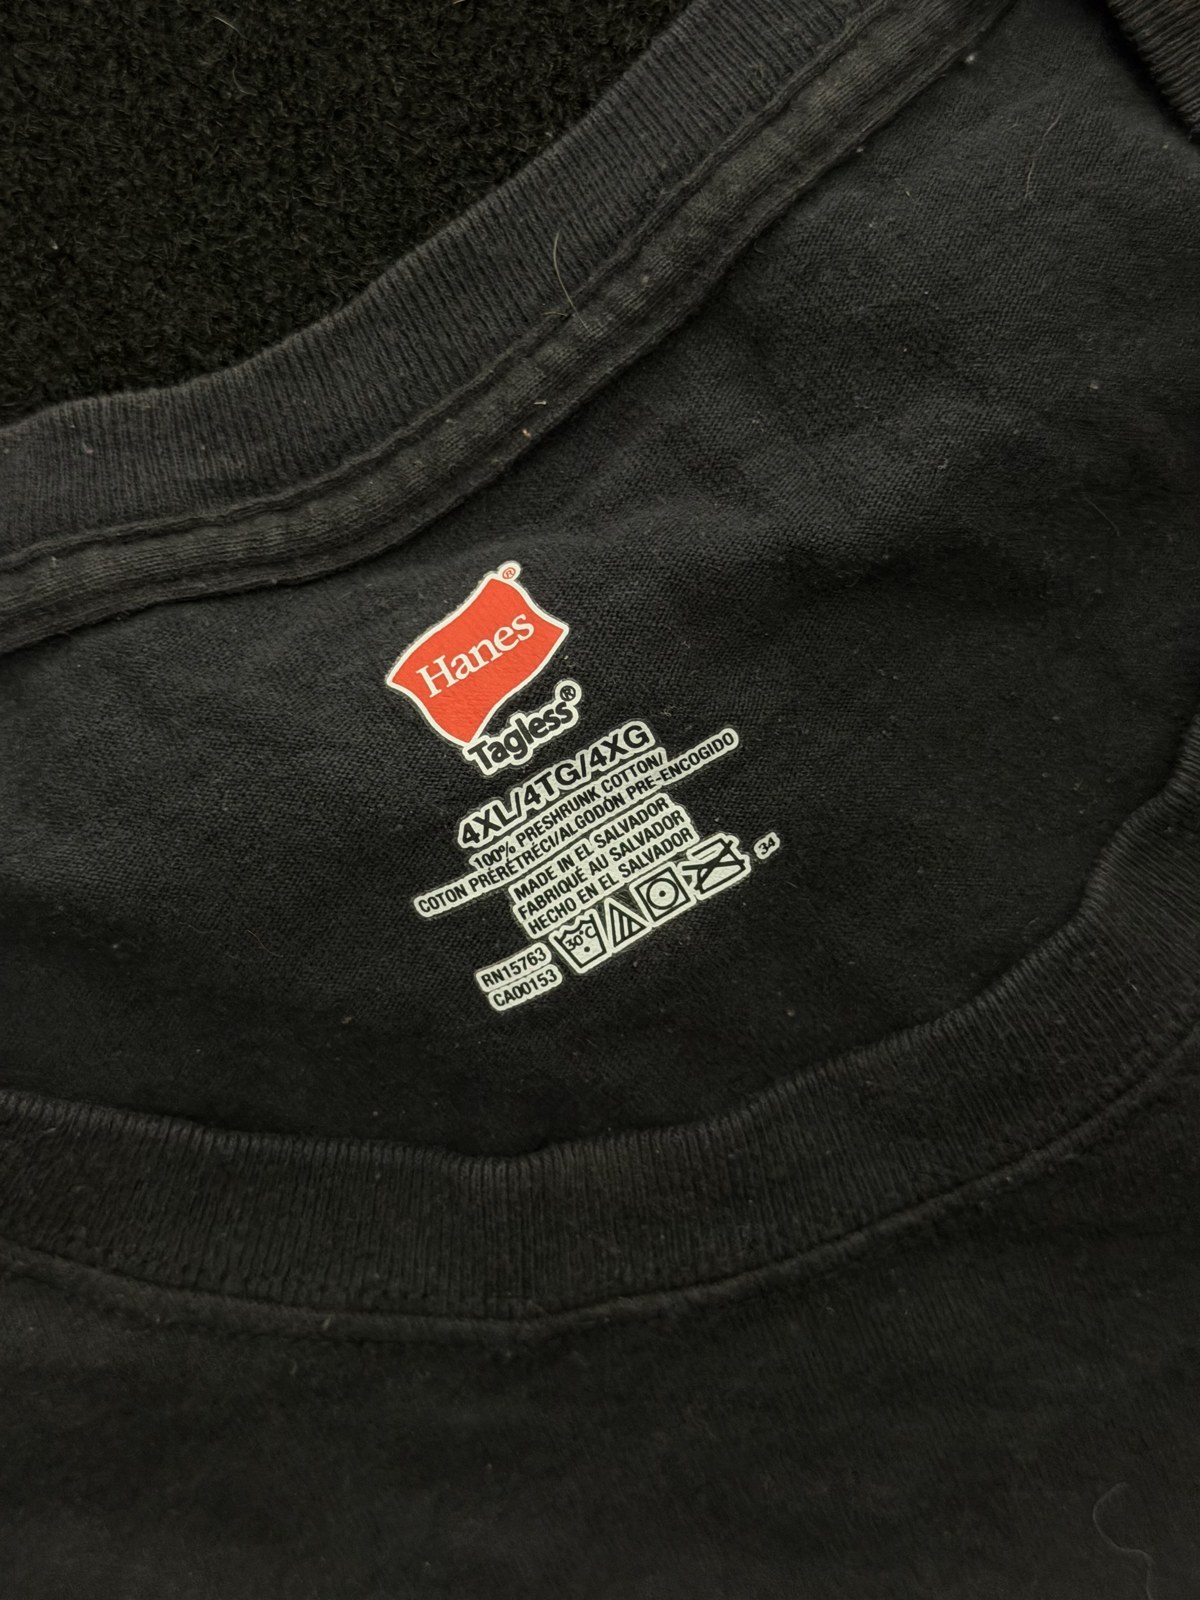 Hanes®
Tagless®
4XL/4TG/4XG
100% PRESHRUNK COTTON/
COTON PRÉRÉTRÉCI/ALGODÓN PRE-ENCOGIDO
MADE IN EL SALVADOR
FABRIQUÉ AU SALVADOR
HECHO EN EL SALVADOR
30°C
34
RN15763
CA00153